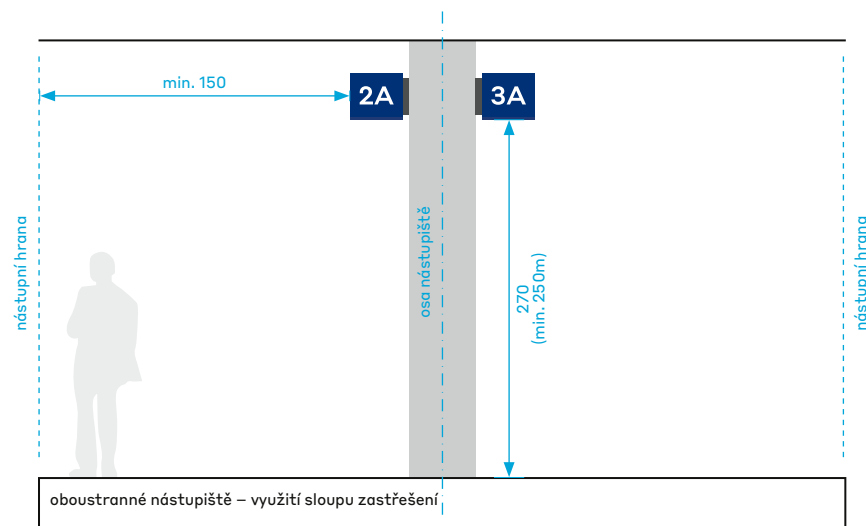 min. 150
2A
3A
nástupní hrana
osa nástupiště
270
(min. 250m)
nástupní hrana
oboustranné nástupiště – využití sloupu zastřešení